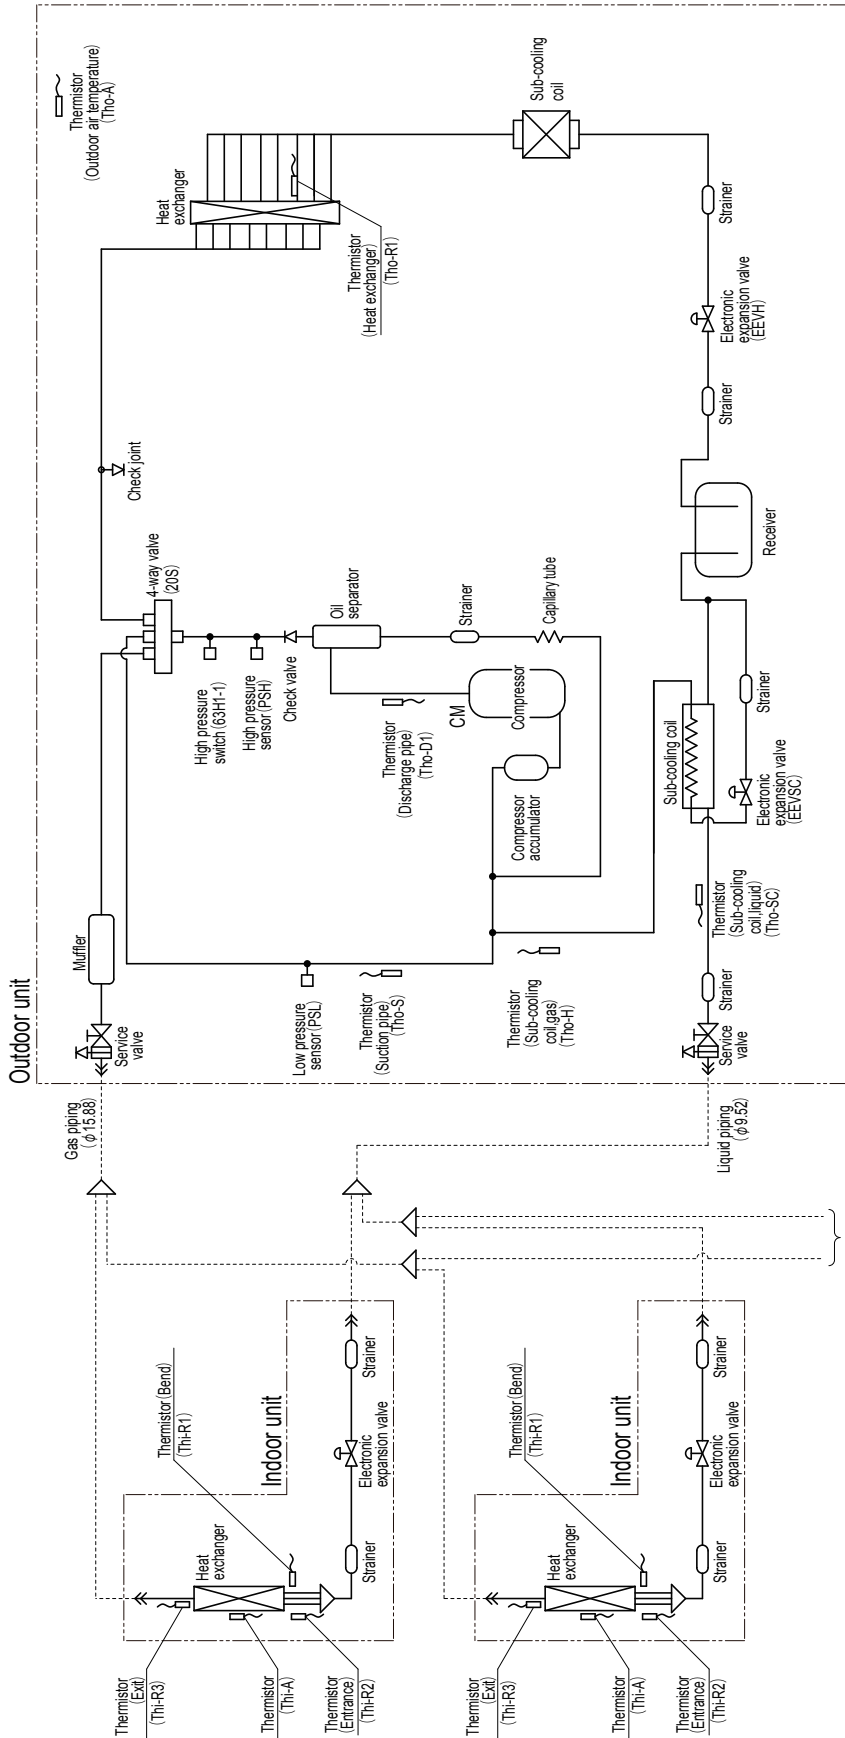 Outdoor unit
Thermistor
(Outdoor air temperature)
(Tho-A)
Heat
exchanger
Thermistor
(Heat exchanger)
(Tho-R1)
Sub-cooling
coil
Strainer
Electronic
expansion valve
(EEVH)
Strainer
Receiver
Check joint
4-way valve
(20S)
High pressure
switch (63H1-1)
High pressure
sensor (PSH)
Check valve
Oil
separator
Strainer
Capillary tube
Thermistor
(Discharge pipe)
(Tho-D1)
CM
Compressor
Compressor
accumulator
Sub-cooling coil
Strainer
Electronic
expansion valve
(EEVSC)
Muffler
Service
valve
Low pressure
sensor (PSL)
Thermistor
(Suction pipe)
(Tho-S)
Thermistor
(Sub-cooling
coil,gas)
(Tho-H)
Thermistor
(Sub-cooling
coil,liquid)
(Tho-SC)
Strainer
Service
valve
Gas piping
(φ15.88)
Liquid piping
(φ9.52)
Indoor unit
Thermistor (Bend)
(Thi-R1)
Heat
exchanger
Strainer
Electronic
expansion valve
Strainer
Thermistor
(Exit)
(Thi-R3)
Thermistor
(Thi-A)
Thermistor
(Entrance)
(Thi-R2)
Indoor unit
Thermistor (Bend)
(Thi-R1)
Heat
exchanger
Strainer
Electronic
expansion valve
Strainer
Thermistor
(Exit)
(Thi-R3)
Thermistor
(Thi-A)
Thermistor
(Entrance)
(Thi-R2)